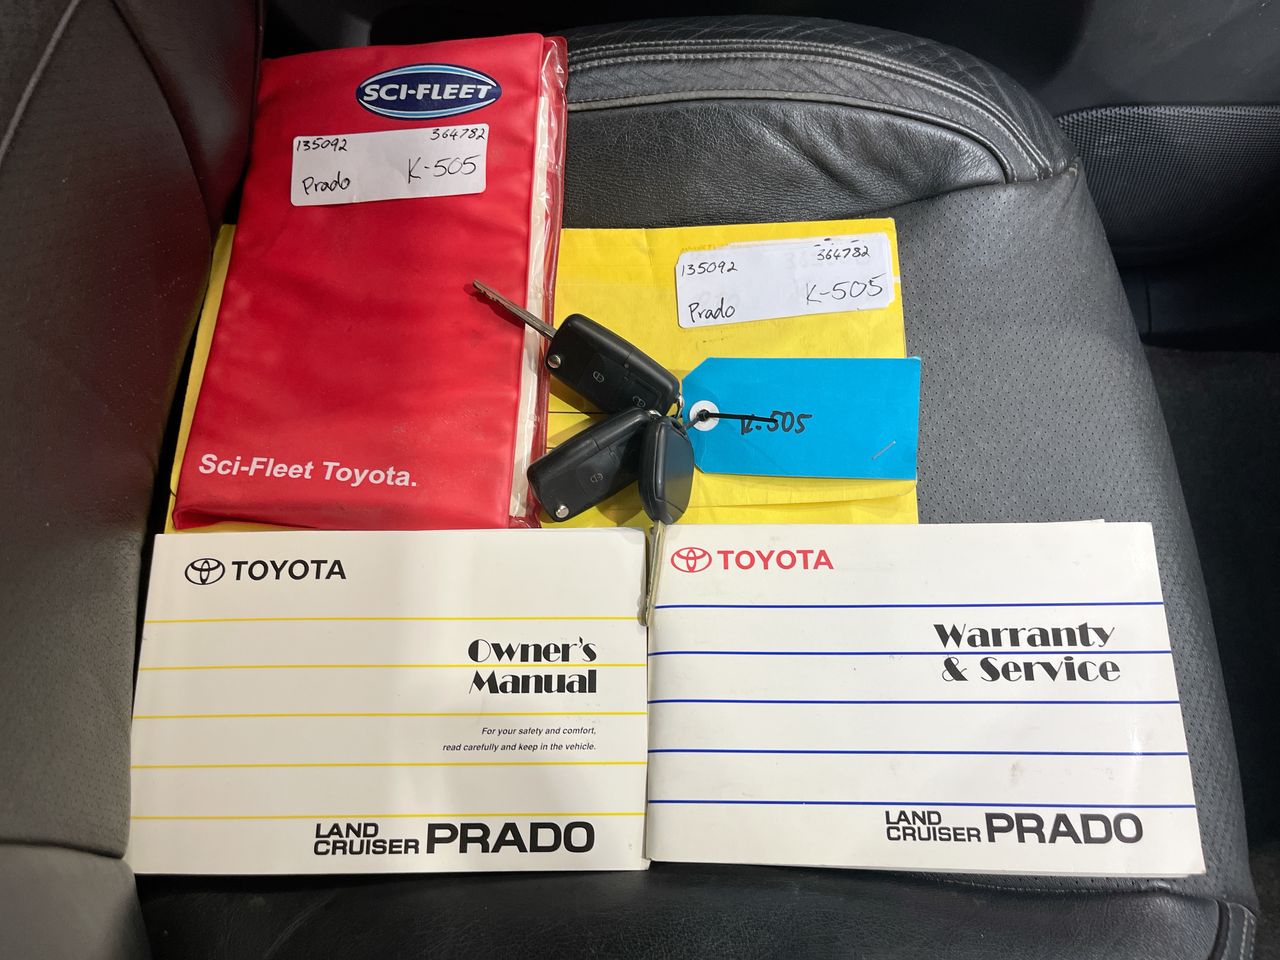 SCI-FLEET
135092 364782
Prado K-505
Sci-Fleet Toyota.
135092 364782
Prado K-505
K-505
TOYOTA
Owner's
Manual
For your safety and comfort,
read carefully and keep in the vehicle.
LAND
CRUISER PRADO
TOYOTA
Warranty
& Service
LAND
CRUISER PRADO